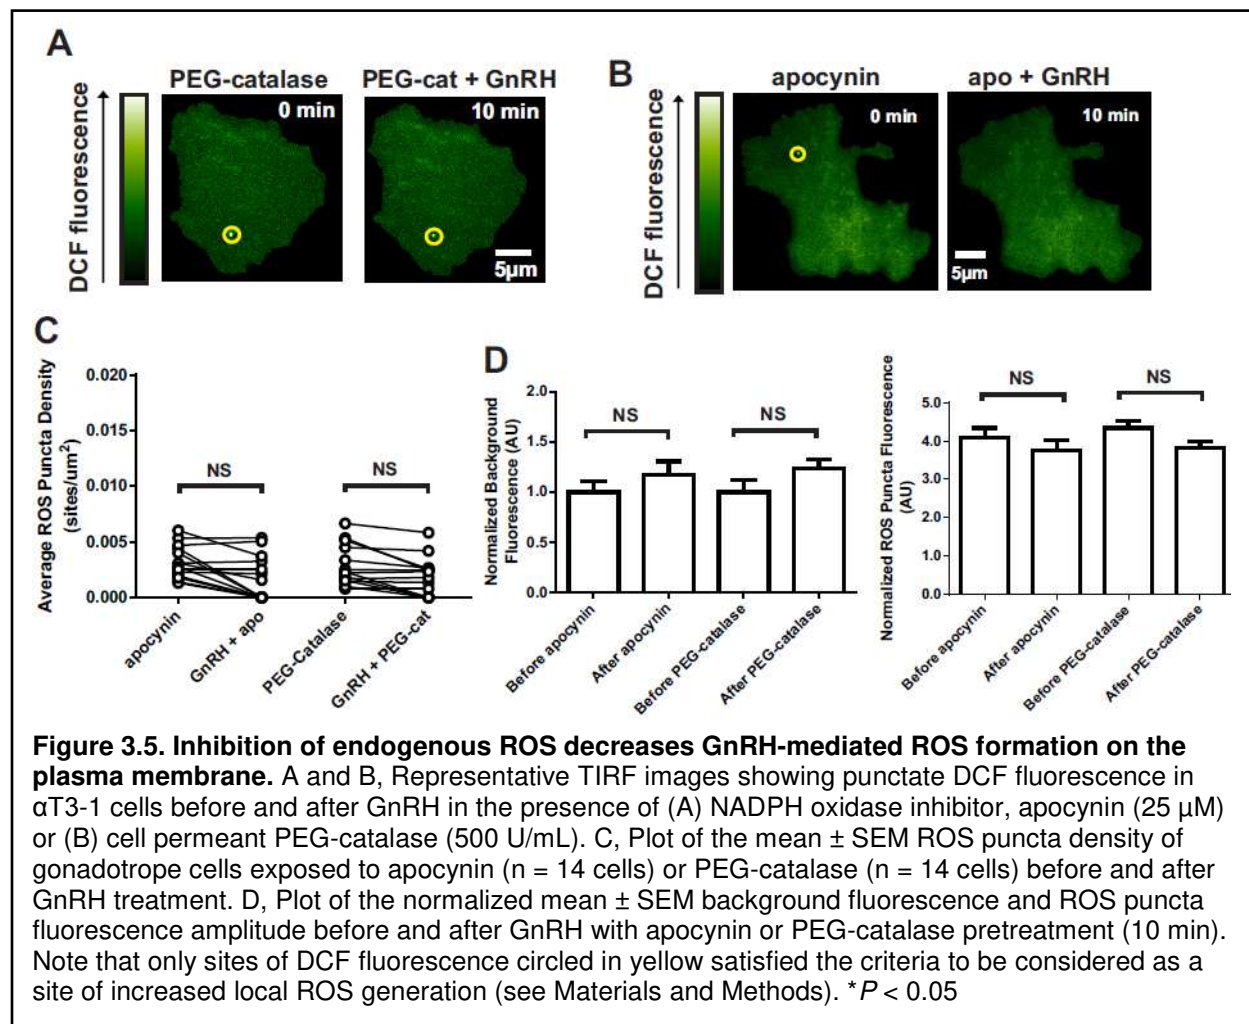 A
PEG-catalase
PEG-cat + GnRH
DCF fluorescence
0 min
10 min
5μm
B
apocynin
apo + GnRH
DCF fluorescence
0 min
10 min
5μm
C
Average ROS Puncta Density
(sites/um²)
0.020
0.015
0.010
0.005
0.000
NS
NS
apocynin
GnRH + apo
PEG-Catalase
GnRH + PEG-cat
D
Normalized Background
Fluorescence (AU)
2.0
1.5
1.0
0.5
0.0
NS
NS
Before apocynin
After apocynin
Before PEG-catalase
After PEG-catalase
Normalized ROS Puncta Fluorescence
(AU)
5.0
4.0
3.0
2.0
1.0
0.0
NS
NS
Before apocynin
After apocynin
Before PEG-catalase
After PEG-catalase
Figure 3.5. Inhibition of endogenous ROS decreases GnRH-mediated ROS formation on the
plasma membrane. A and B, Representative TIRF images showing punctate DCF fluorescence in
αT3-1 cells before and after GnRH in the presence of (A) NADPH oxidase inhibitor, apocynin (25 μM)
or (B) cell permeant PEG-catalase (500 U/mL). C, Plot of the mean ± SEM ROS puncta density of
gonadotrope cells exposed to apocynin (n = 14 cells) or PEG-catalase (n = 14 cells) before and after
GnRH treatment. D, Plot of the normalized mean ± SEM background fluorescence and ROS puncta
fluorescence amplitude before and after GnRH with apocynin or PEG-catalase pretreatment (10 min).
Note that only sites of DCF fluorescence circled in yellow satisfied the criteria to be considered as a
site of increased local ROS generation (see Materials and Methods). *P < 0.05